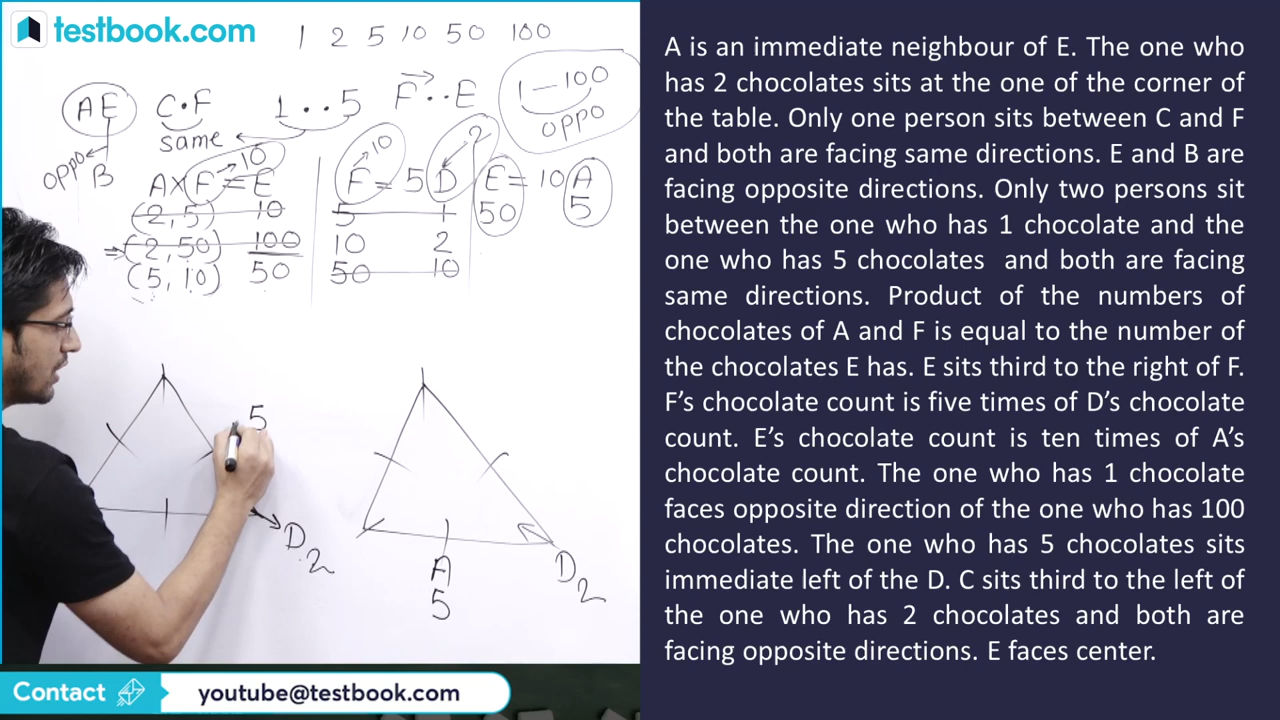 testbook.com
1 2 5 10 50 100
A E C•F 1 • • 5 F • • E 1 — 100
oppo
same
oppo B
10
A × F = E
(2, 5) 10
(2, 50) 100
(5, 10) 50
10 2
F = 5 D
5 1
10 2
50 10
E = 10 A
50 5
5
D
2
A
5
D
2
A is an immediate neighbour of E. The one who
has 2 chocolates sits at the one of the corner of
the table. Only one person sits between C and F
and both are facing same directions. E and B are
facing opposite directions. Only two persons sit
between the one who has 1 chocolate and the
one who has 5 chocolates and both are facing
same directions. Product of the numbers of
chocolates of A and F is equal to the number of
the chocolates E has. E sits third to the right of F.
F’s chocolate count is five times of D’s chocolate
count. E’s chocolate count is ten times of A’s
chocolate count. The one who has 1 chocolate
faces opposite direction of the one who has 100
chocolates. The one who has 5 chocolates sits
immediate left of the D. C sits third to the left of
the one who has 2 chocolates and both are
facing opposite directions. E faces center.
Contact youtube@testbook.com